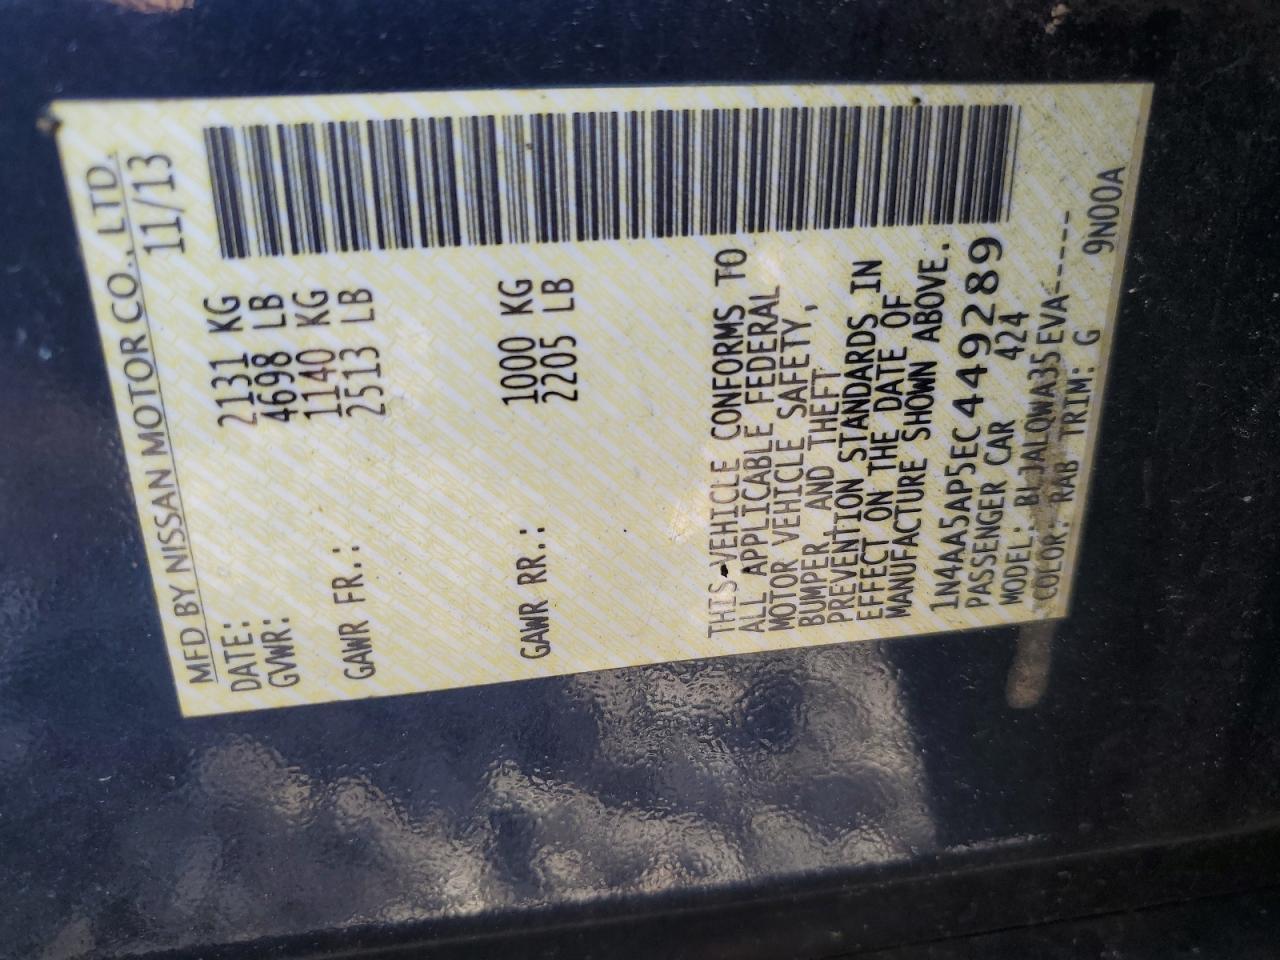 MFD BY NISSAN MOTOR CO., LTD.
DATE: 11/13
GVWR: 2131 KG
4698 LB
GAWR FR.: 1140 KG
2513 LB
GAWR RR.: 1000 KG
2205 LB
THIS VEHICLE CONFORMS TO
ALL APPLICABLE FEDERAL
MOTOR VEHICLE SAFETY,
BUMPER, AND THEFT
PREVENTION STANDARDS IN
EFFECT ON THE DATE OF
MANUFACTURE SHOWN ABOVE.
1N4AA5AP5EC449289
PASSENGER CAR 424
MODEL: BLJALQWA35EVA-----
COLOR: RAB TRIM: G 9N00A